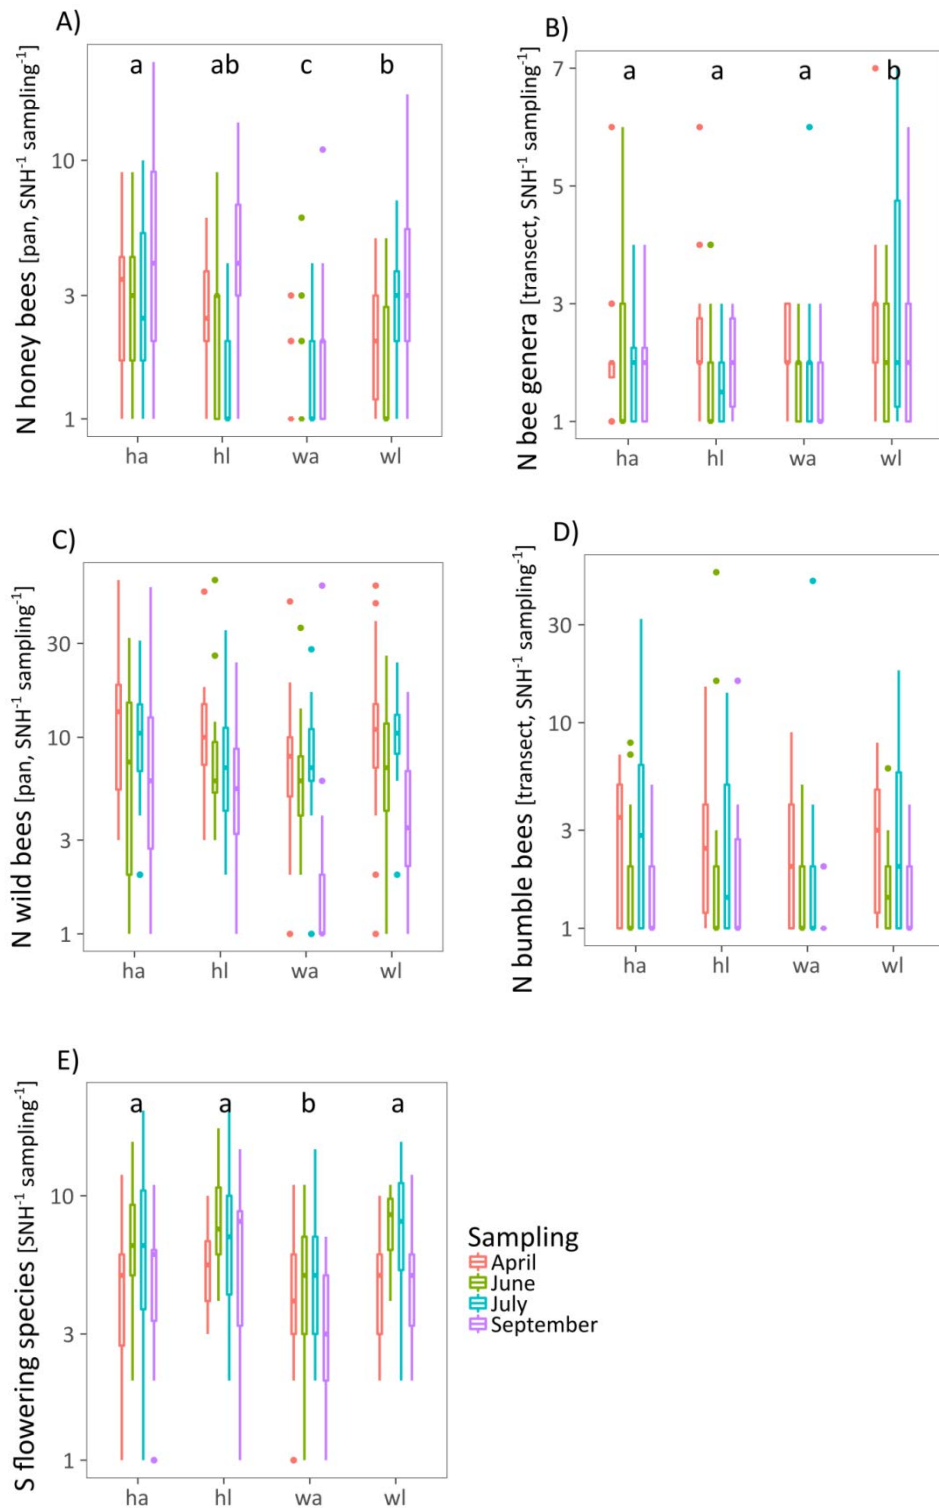 A)
N honey bees [pan, SNH⁻¹ sampling⁻¹]
a ab c b
10
3
1
ha hl wa wl
B)
N bee genera [transect, SNH⁻¹ sampling⁻¹]
a a a b
7
5
3
1
ha hl wa wl
C)
N wild bees [pan, SNH⁻¹ sampling⁻¹]
30
10
3
1
ha hl wa wl
D)
N bumble bees [transect, SNH⁻¹ sampling⁻¹]
30
10
3
1
ha hl wa wl
E)
S flowering species [SNH⁻¹ sampling⁻¹]
a a b a
10
3
1
ha hl wa wl
Sampling
April
June
July
September